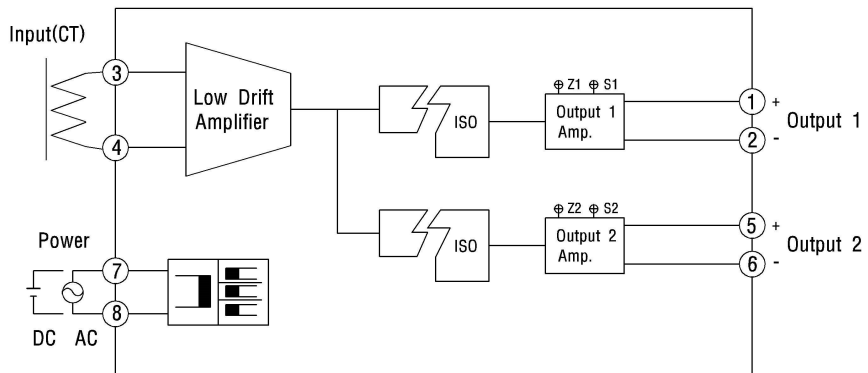 Input(CT)
3
4
Low Drift
Amplifier
ISO
Z1 S1
Output 1
Amp.
1 +
2 -
Output 1
ISO
Z2 S2
Output 2
Amp.
5 +
6 -
Output 2
Power
7
8
DC AC